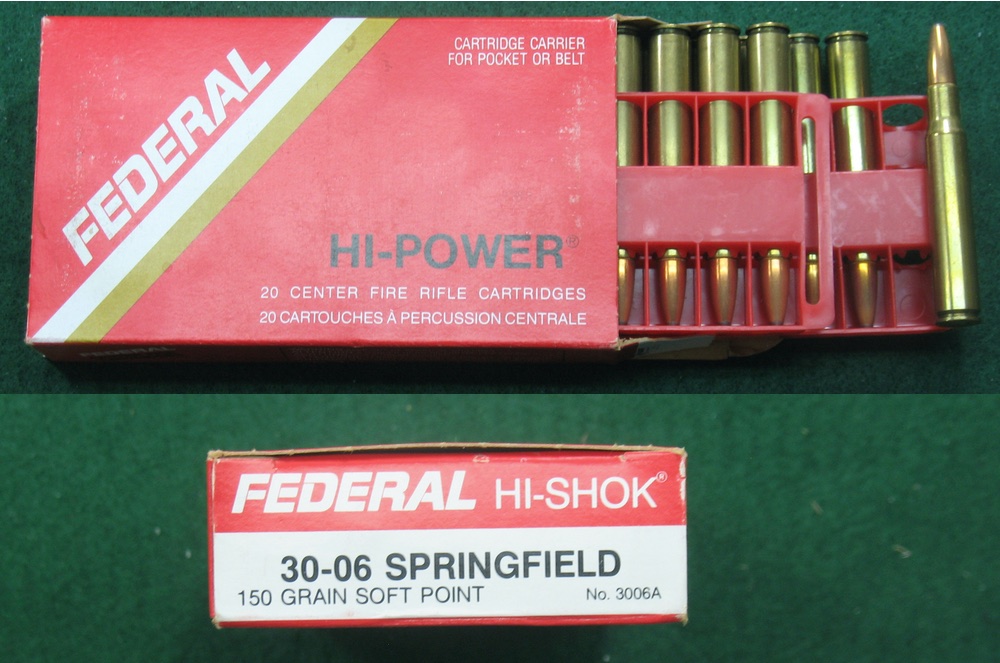 FEDERAL
CARTRIDGE CARRIER
FOR POCKET OR BELT
HI-POWER®
20 CENTER FIRE RIFLE CARTRIDGES
20 CARTOUCHES À PERCUSSION CENTRALE
FEDERAL
FEDERAL HI-SHOK®
30-06 SPRINGFIELD
150 GRAIN SOFT POINT No. 3006A